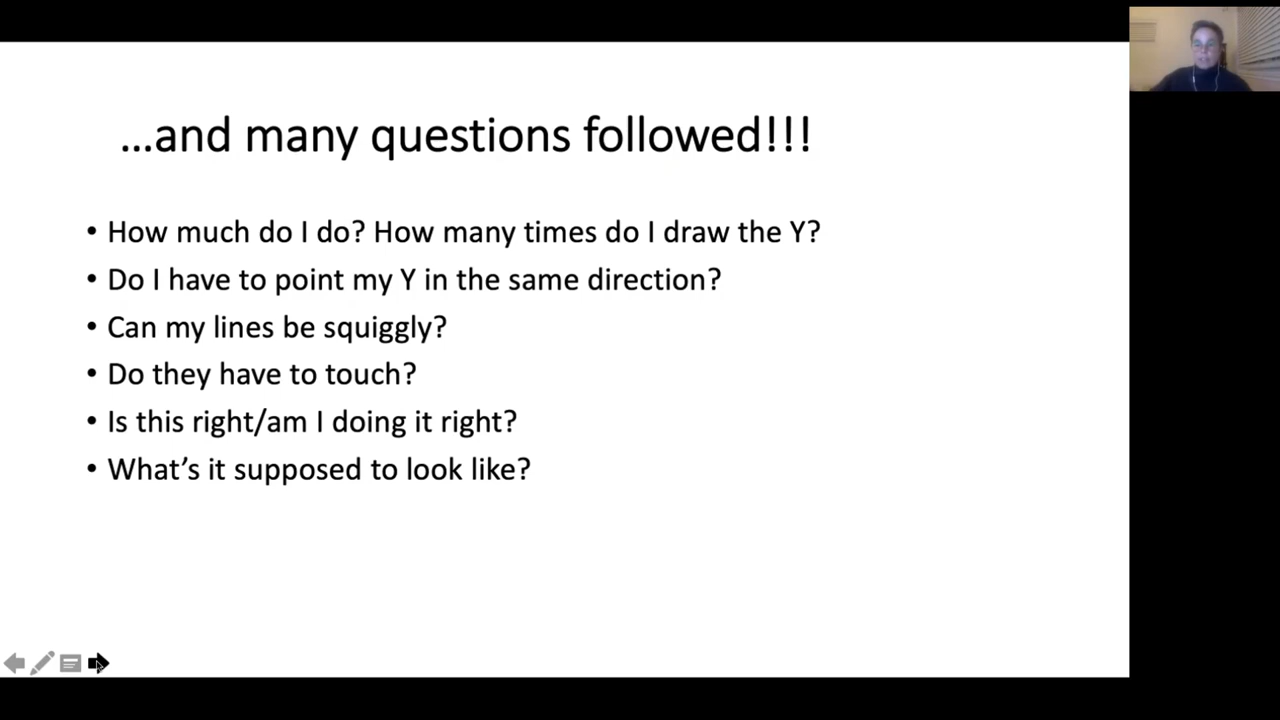 ...and many questions followed!!!
• How much do I do? How many times do I draw the Y?
• Do I have to point my Y in the same direction?
• Can my lines be squiggly?
• Do they have to touch?
• Is this right/am I doing it right?
• What’s it supposed to look like?